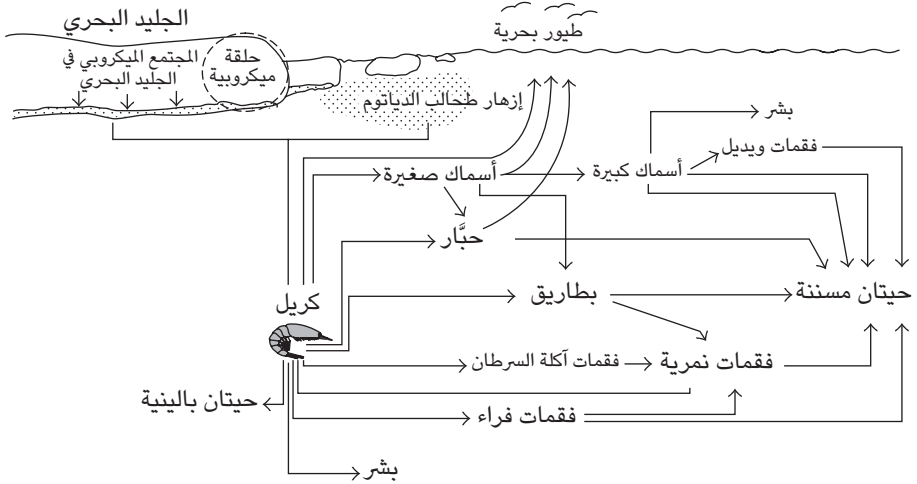 الجليد البحري
طيور بحرية
المجتمع الميكروبي في
الجليد البحري
حلقة
ميكروبية
إزهار طحالب الدياتوم
بشر
فقمات ويديل
أسماك صغيرة
أسماك كبيرة
حبَّار
كريل
بطاريق
حيتان مسننة
فقمات آكلة السرطان
فقمات نمرية
حيتان بالينية
فقمات فراء
بشر